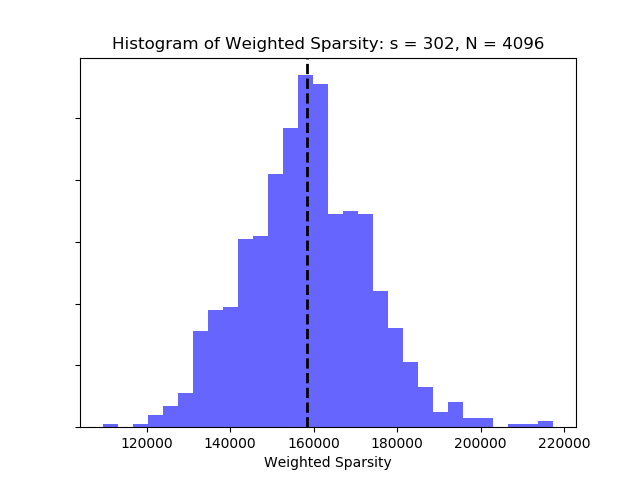 Histogram of Weighted Sparsity: s = 302, N = 4096
120000 140000 160000 180000 200000 220000
Weighted Sparsity